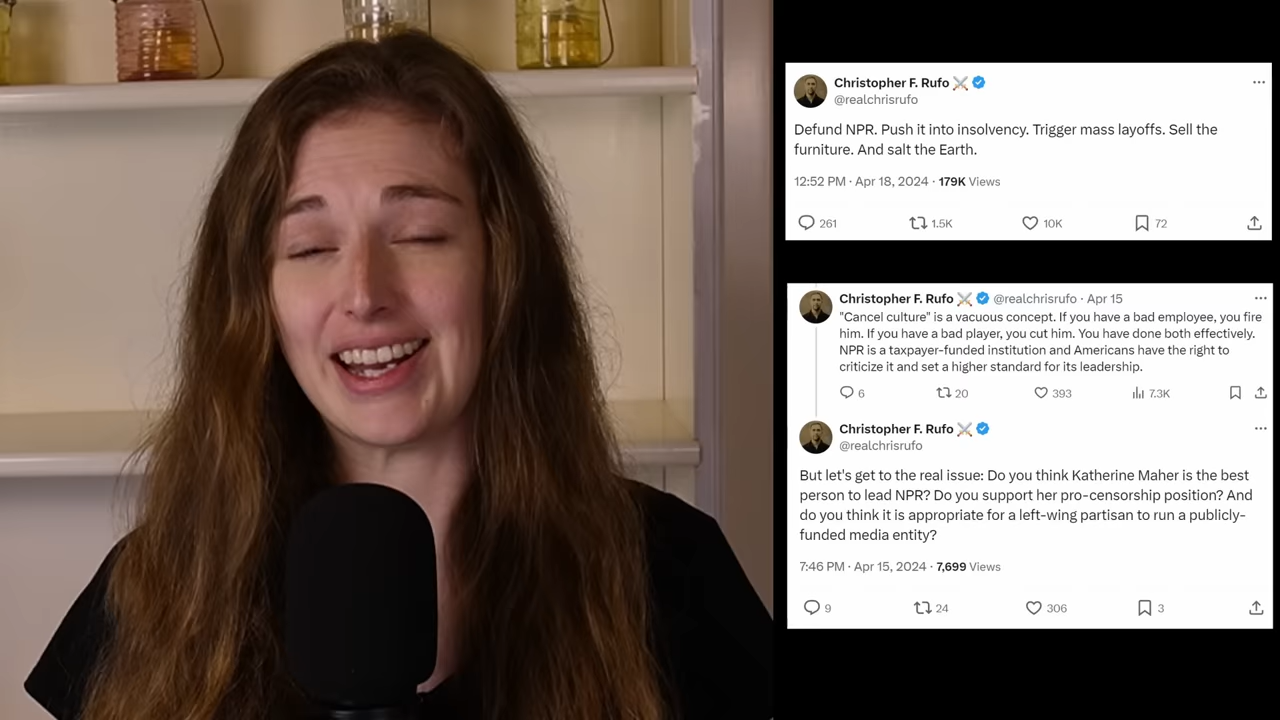 Christopher F. Rufo ⚔
@realchrisrufo
Defund NPR. Push it into insolvency. Trigger mass layoffs. Sell the
furniture. And salt the Earth.
12:52 PM · Apr 18, 2024 · 179K Views
261 1.5K 10K 72
Christopher F. Rufo ⚔ @realchrisrufo · Apr 15
"Cancel culture" is a vacuous concept. If you have a bad employee, you fire
him. If you have a bad player, you cut him. You have done both effectively.
NPR is a taxpayer-funded institution and Americans have the right to
criticize it and set a higher standard for its leadership.
6 20 393 7.3K
Christopher F. Rufo ⚔
@realchrisrufo
But let's get to the real issue: Do you think Katherine Maher is the best
person to lead NPR? Do you support her pro-censorship position? And
do you think it is appropriate for a left-wing partisan to run a publicly-
funded media entity?
7:46 PM · Apr 15, 2024 · 7,699 Views
9 24 306 3